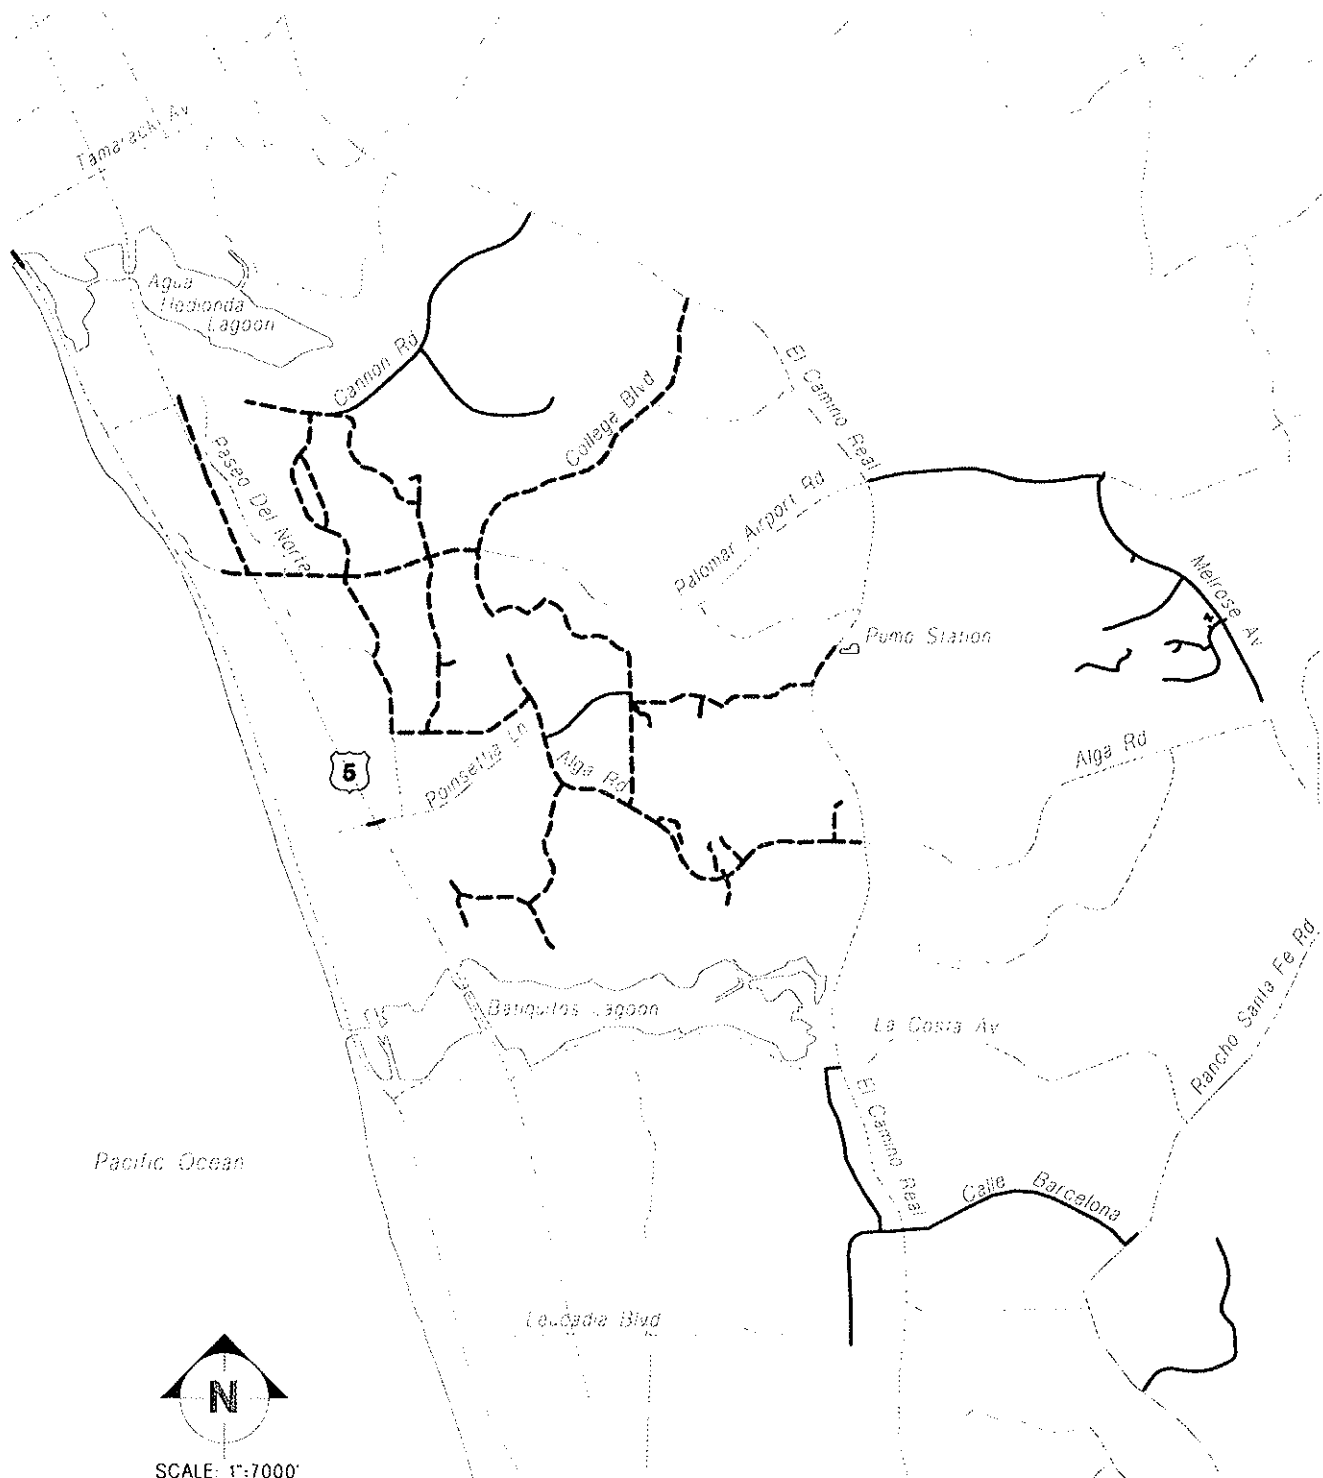 Tamarack Av
Agua
Hedionda
Lagoon
Cannon Rd
El Camino Real
College Blvd
Paseo Del Norte
Palomar Airport Rd
Melrose Av
Pump Station
5
Poinsettia Ln
Alga Rd
Alga Rd
Batiquitos Lagoon
La Costa Av
Rancho Santa Fe Rd
El Camino Real
Pacific Ocean
Calle Barcelona
Leucadia Blvd
N
SCALE: 1":7000'